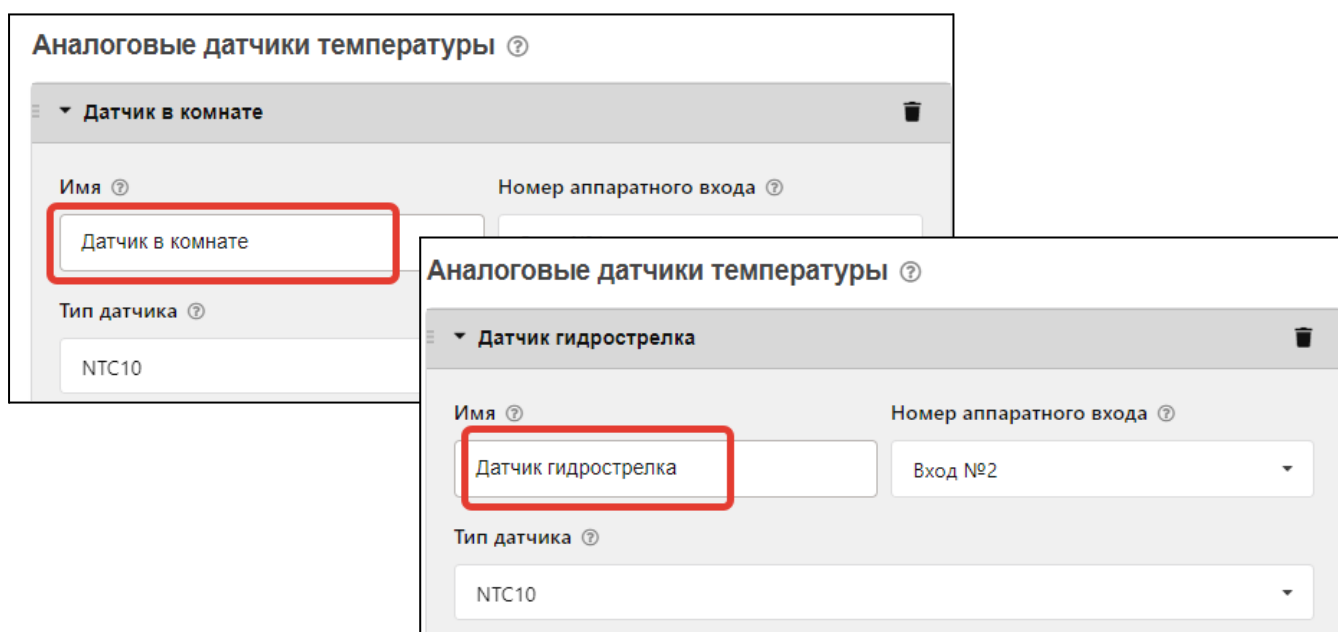 Аналоговые датчики температуры
Датчик в комнате
Имя
Номер аппаратного входа
Датчик в комнате
Тип датчика
NTC10
Аналоговые датчики температуры
Датчик гидрострелка
Имя
Номер аппаратного входа
Датчик гидрострелка
Вход №2
Тип датчика
NTC10